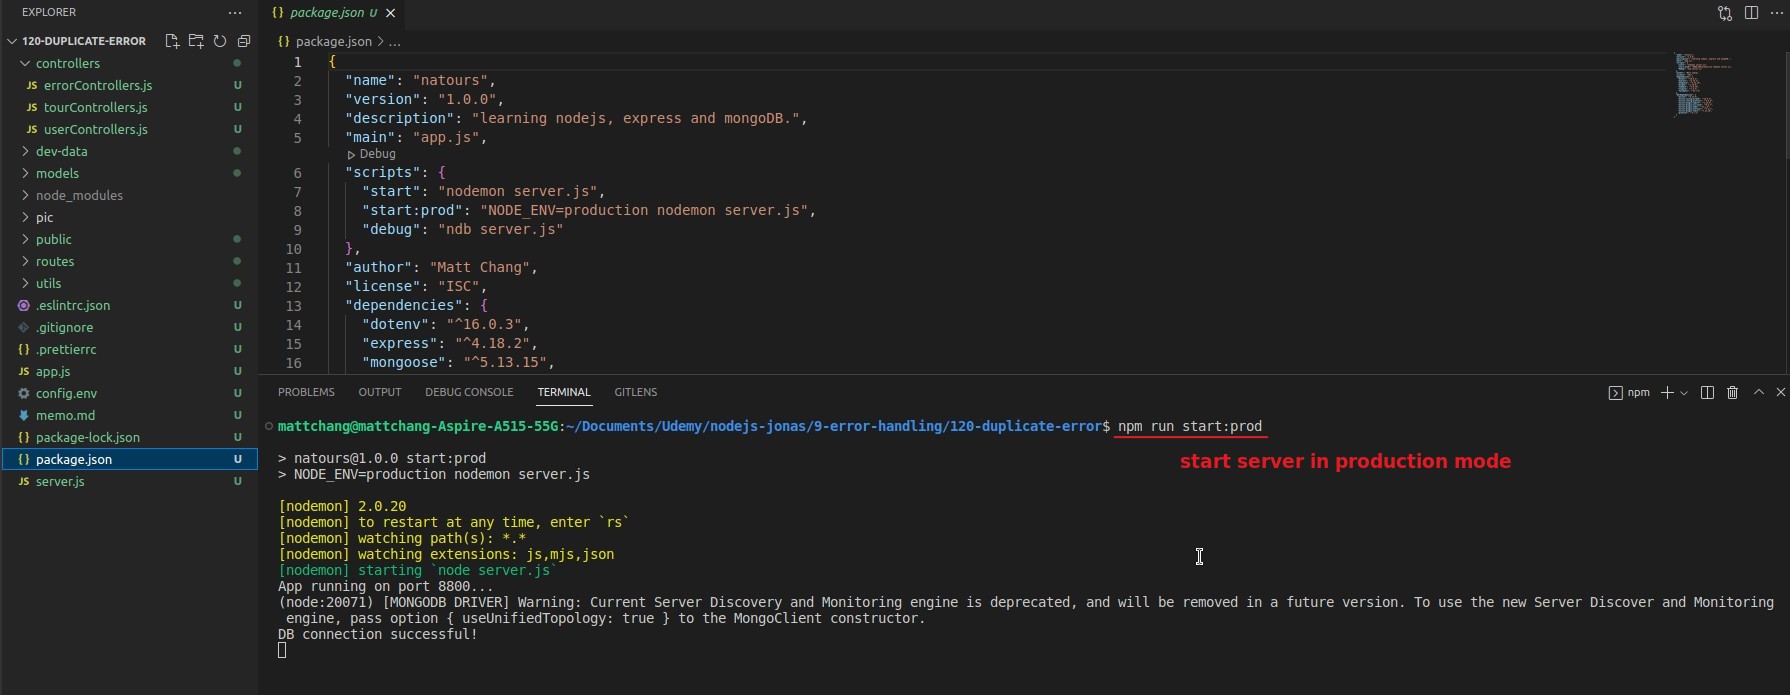 EXPLORER
120-DUPLICATE-ERROR
controllers
JS errorControllers.js U
JS tourControllers.js U
JS userControllers.js U
dev-data
models
node_modules
pic
public
routes
utils
.eslintrc.json U
.gitignore U
{} .prettierrc U
JS app.js U
config.env U
memo.md U
{} package-lock.json U
{} package.json U
JS server.js U
{} package.json U
{} package.json > ...
1 {
2 "name": "natours",
3 "version": "1.0.0",
4 "description": "learning nodejs, express and mongoDB.",
5 "main": "app.js",
Debug
6 "scripts": {
7 "start": "nodemon server.js",
8 "start:prod": "NODE_ENV=production nodemon server.js",
9 "debug": "ndb server.js"
10 },
11 "author": "Matt Chang",
12 "license": "ISC",
13 "dependencies": {
14 "dotenv": "^16.0.3",
15 "express": "^4.18.2",
16 "mongoose": "^5.13.15",
PROBLEMS OUTPUT DEBUG CONSOLE TERMINAL GITLENS
npm
mattchang@mattchang-Aspire-A515-55G:~/Documents/Udemy/nodejs-jonas/9-error-handling/120-duplicate-error$ npm run start:prod
start server in production mode
> natours@1.0.0 start:prod
> NODE_ENV=production nodemon server.js
[nodemon] 2.0.20
[nodemon] to restart at any time, enter `rs`
[nodemon] watching path(s): *.*
[nodemon] watching extensions: js,mjs,json
[nodemon] starting `node server.js`
App running on port 8800...
(node:20071) [MONGODB DRIVER] Warning: Current Server Discovery and Monitoring engine is deprecated, and will be removed in a future version. To use the new Server Discover and Monitoring
engine, pass option { useUnifiedTopology: true } to the MongoClient constructor.
DB connection successful!